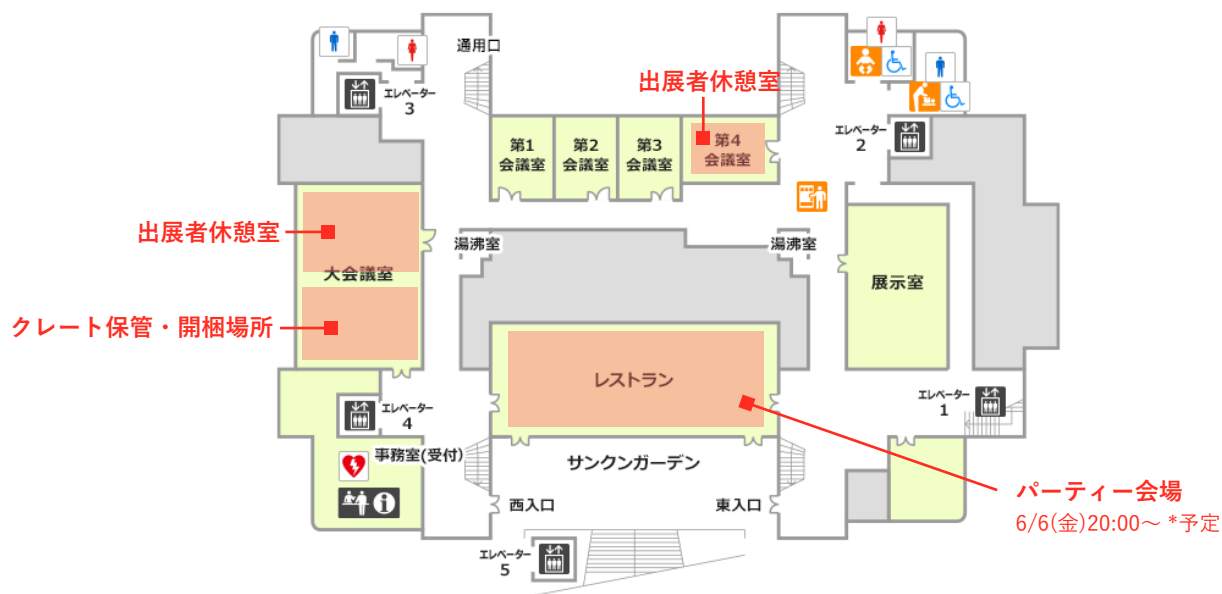 通用口
エレベーター
3
出展者休憩室
第1
会議室
第2
会議室
第3
会議室
第4
会議室
エレベーター
2
出展者休憩室
大会議室
クレート保管・開梱場所
湯沸室
湯沸室
展示室
レストラン
エレベーター
4
エレベーター
1
事務室(受付)
サンクンガーデン
西入口
東入口
パーティー会場
6/6(金)20:00〜 *予定
エレベーター
5